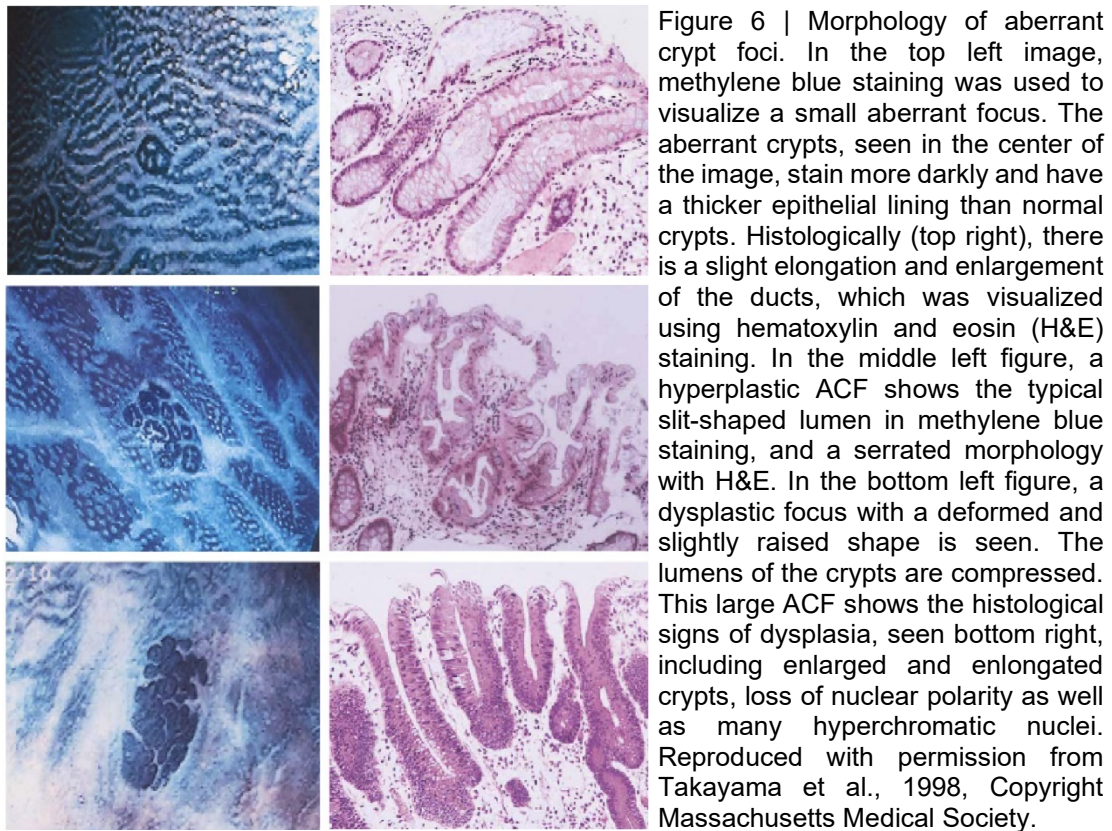 Figure 6 | Morphology of aberrant
crypt foci. In the top left image,
methylene blue staining was used to
visualize a small aberrant focus. The
aberrant crypts, seen in the center of
the image, stain more darkly and have
a thicker epithelial lining than normal
crypts. Histologically (top right), there
is a slight elongation and enlargement
of the ducts, which was visualized
using hematoxylin and eosin (H&E)
staining. In the middle left figure, a
hyperplastic ACF shows the typical
slit-shaped lumen in methylene blue
staining, and a serrated morphology
with H&E. In the bottom left figure, a
dysplastic focus with a deformed and
slightly raised shape is seen. The
lumens of the crypts are compressed.
This large ACF shows the histological
signs of dysplasia, seen bottom right,
including enlarged and enlongated
crypts, loss of nuclear polarity as well
as many hyperchromatic nuclei.
Reproduced with permission from
Takayama et al., 1998, Copyright
Massachusetts Medical Society.